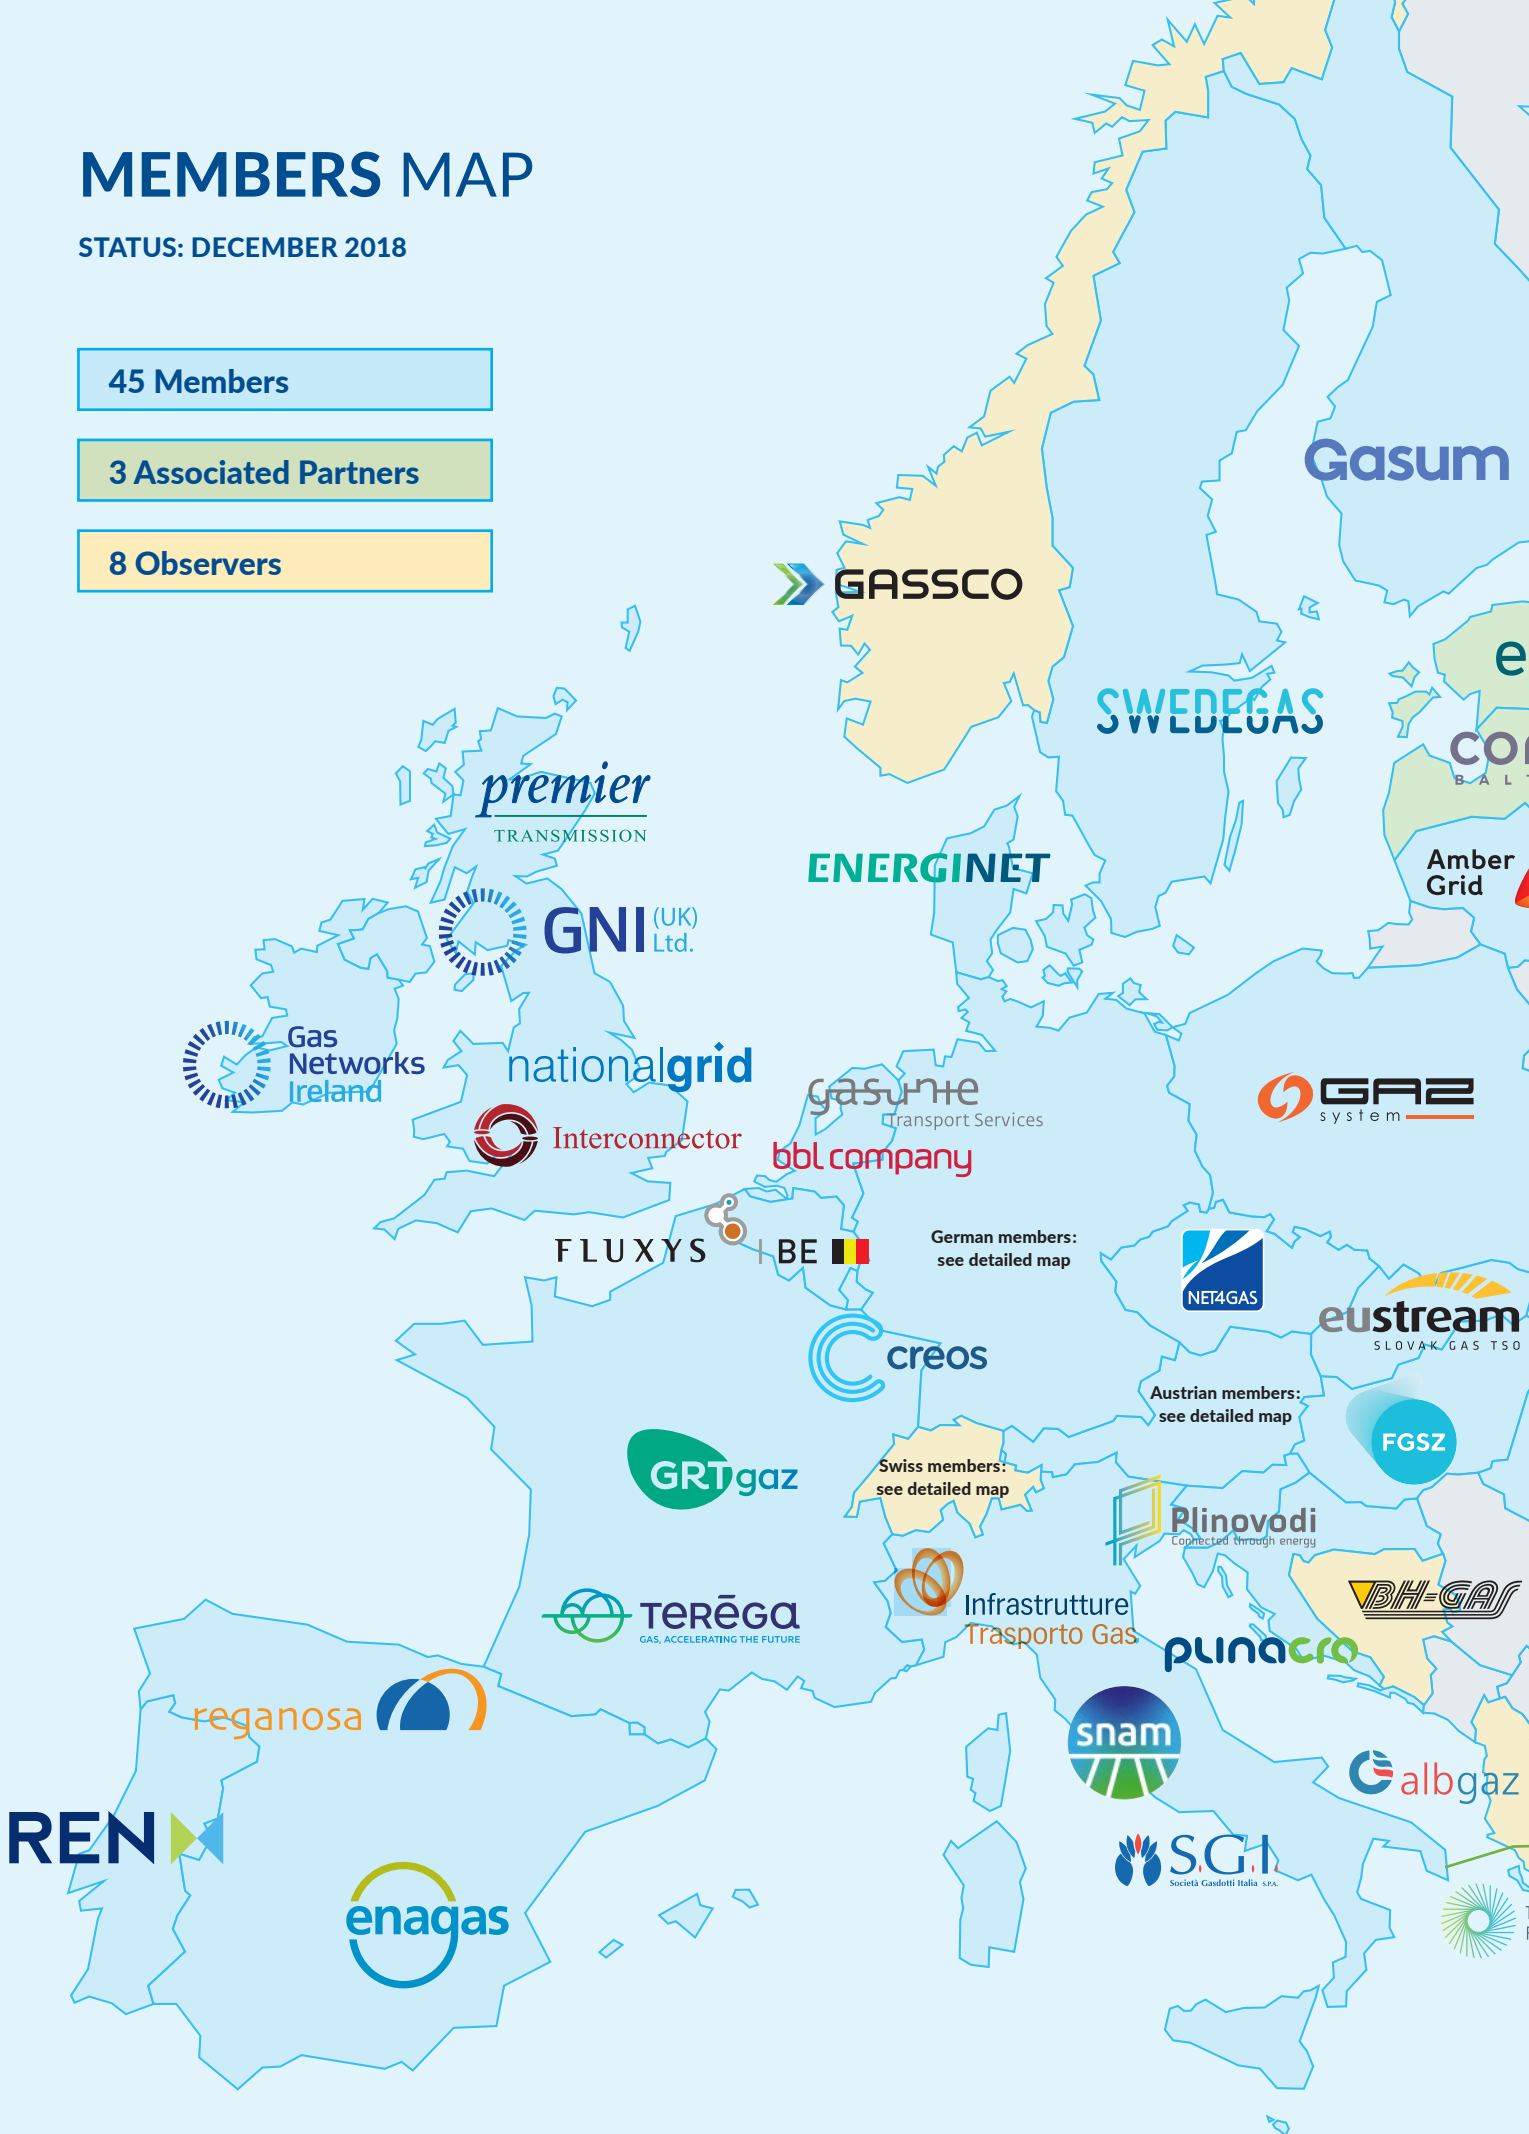 MEMBERS MAP
STATUS: DECEMBER 2018
45 Members
3 Associated Partners
8 Observers
Gasum
GASSCO
SWEDEGAS
premier
TRANSMISSION
ENERGINET
BALT
Amber
Grid
GNI (UK) Ltd.
Gas
Networks
Ireland
nationalgrid
gasunie
Transport Services
GAZ
system
Interconnector
bbl company
FLUXYS | BE
German members:
see detailed map
NET4GAS
eustream
SLOVAK GAS TSO
creos
Austrian members:
see detailed map
FGSZ
GRTgaz
Swiss members:
see detailed map
Plinovodi
Connected through energy
BH-GAS
TERĒGA
GAS, ACCELERATING THE FUTURE
Infrastrutture
Trasporto Gas
plinacro
reganosa
snam
albgaz
REN
S.G.I.
Società Gasdotti Italia S.P.A.
enagas